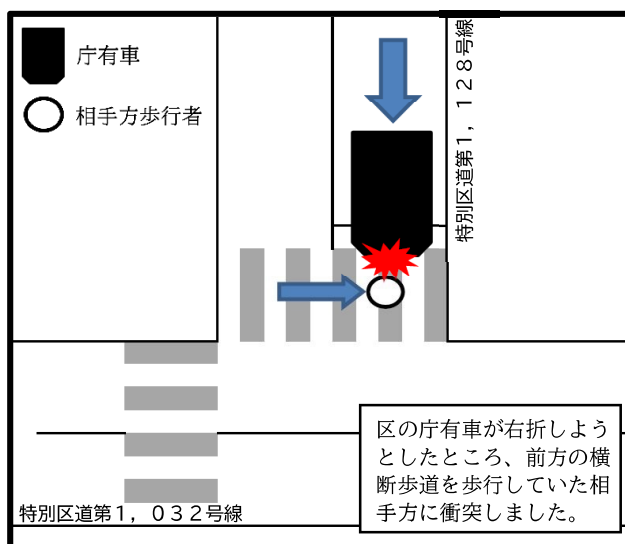 庁有車
相手方歩行者
特別区道第１，１２８号線
区の庁有車が右折しよう
としたところ、前方の横
断歩道を歩行していた相
手方に衝突しました。
特別区道第１，０３２号線